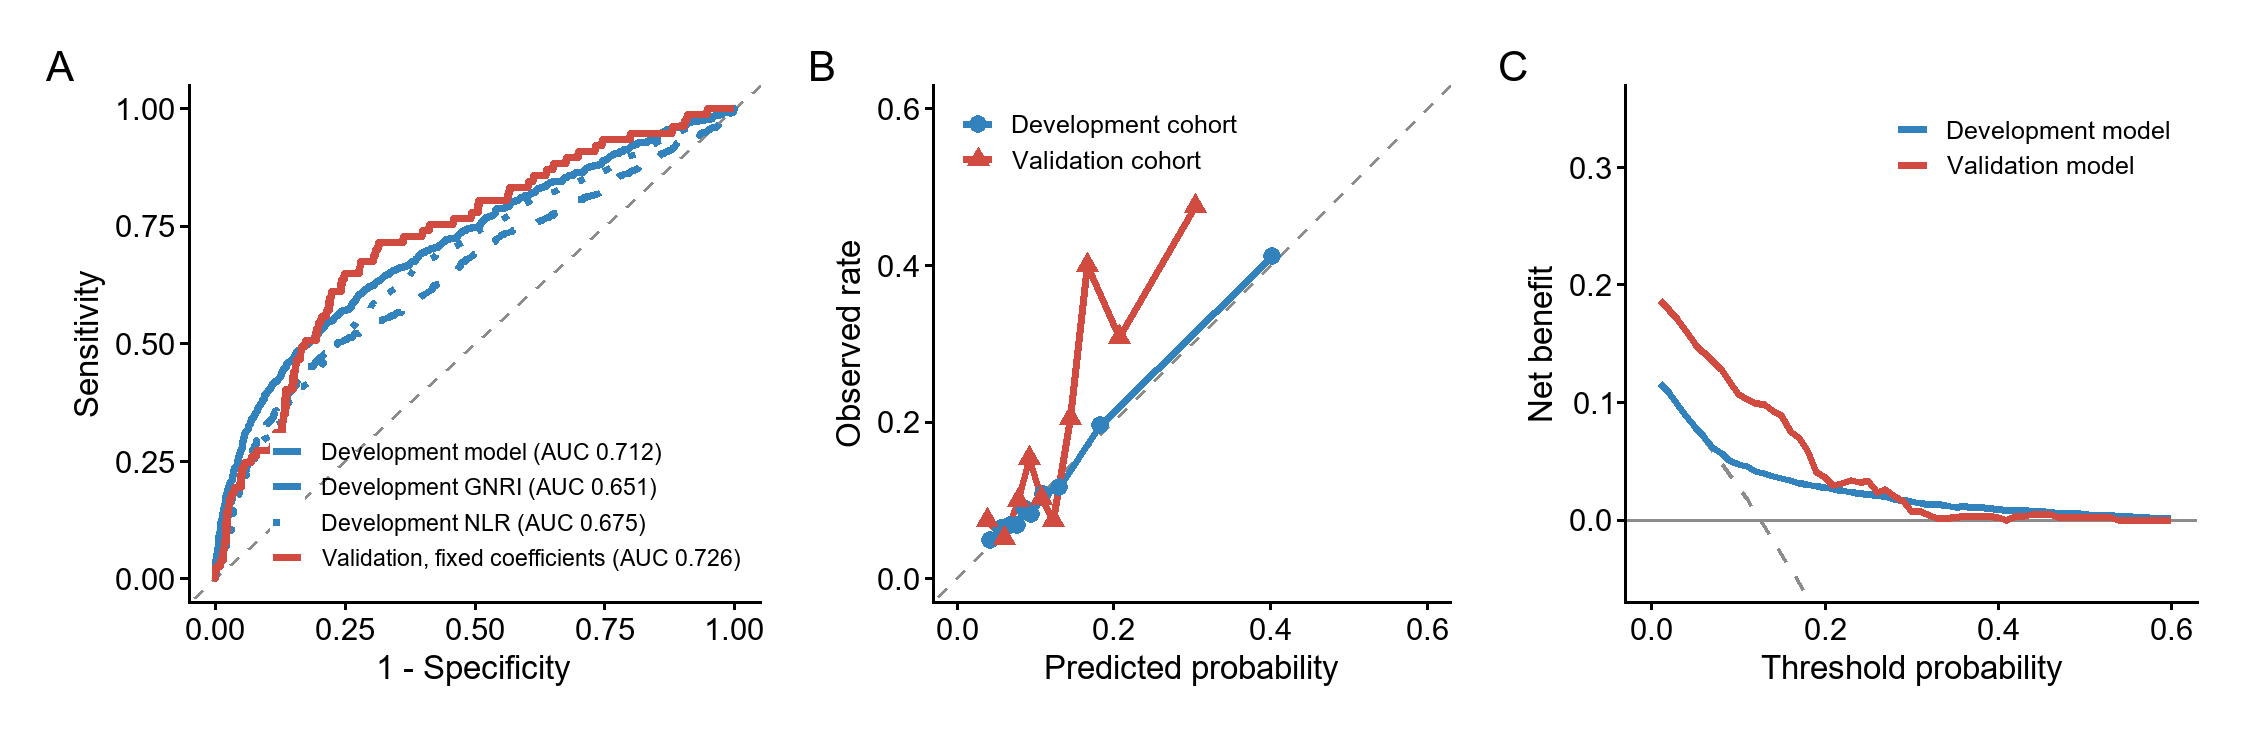 A
1.00
0.75
0.50
0.25
0.00
Sensitivity
Development model (AUC 0.712)
Development GNRI (AUC 0.651)
Development NLR (AUC 0.675)
Validation, fixed coefficients (AUC 0.726)
0.00 0.25 0.50 0.75 1.00
1 - Specificity
B
0.6
0.4
0.2
0.0
Observed rate
Development cohort
Validation cohort
0.0 0.2 0.4 0.6
Predicted probability
C
0.3
0.2
0.1
0.0
Net benefit
Development model
Validation model
0.0 0.2 0.4 0.6
Threshold probability